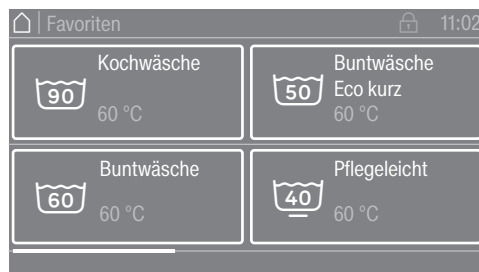 Favoriten 11:02
Kochwäsche
90
60 °C
Buntwäsche
50 Eco kurz
60 °C
Buntwäsche
60
60 °C
Pflegeleicht
40
60 °C